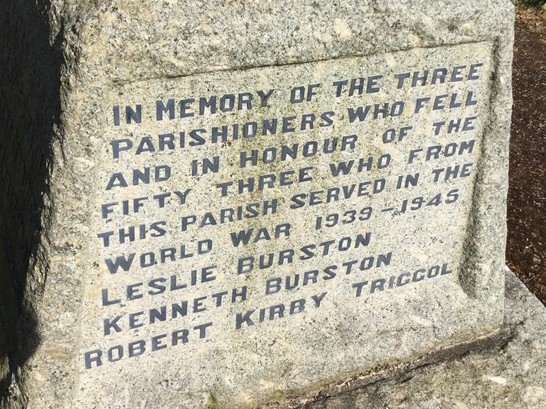 IN MEMORY OF THE THREE
PARISHIONERS WHO FELL
AND IN HONOUR OF THE
FIFTY THREE WHO FROM
THIS PARISH SERVED IN THE
WORLD WAR 1939-1945
LESLIE BURSTON
KENNETH BURSTON
ROBERT KIRBY TRIGGOL